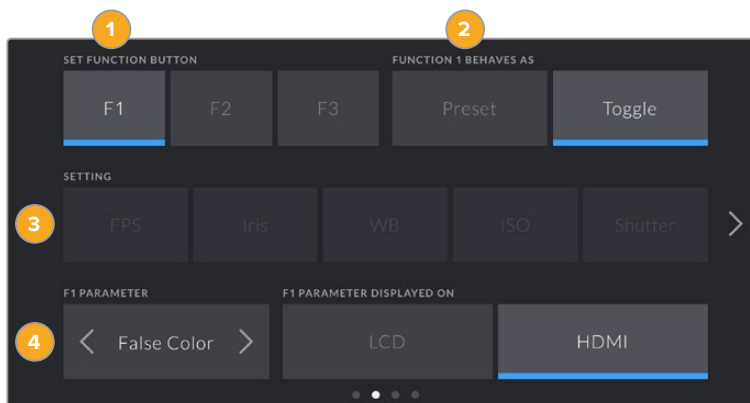 1 2
SET FUNCTION BUTTON FUNCTION 1 BEHAVES AS
F1 F2 F3 Preset Toggle
SETTING
3 FPS Iris WB ISO Shutter
F1 PARAMETER F1 PARAMETER DISPLAYED ON
4 False Color LCD HDMI